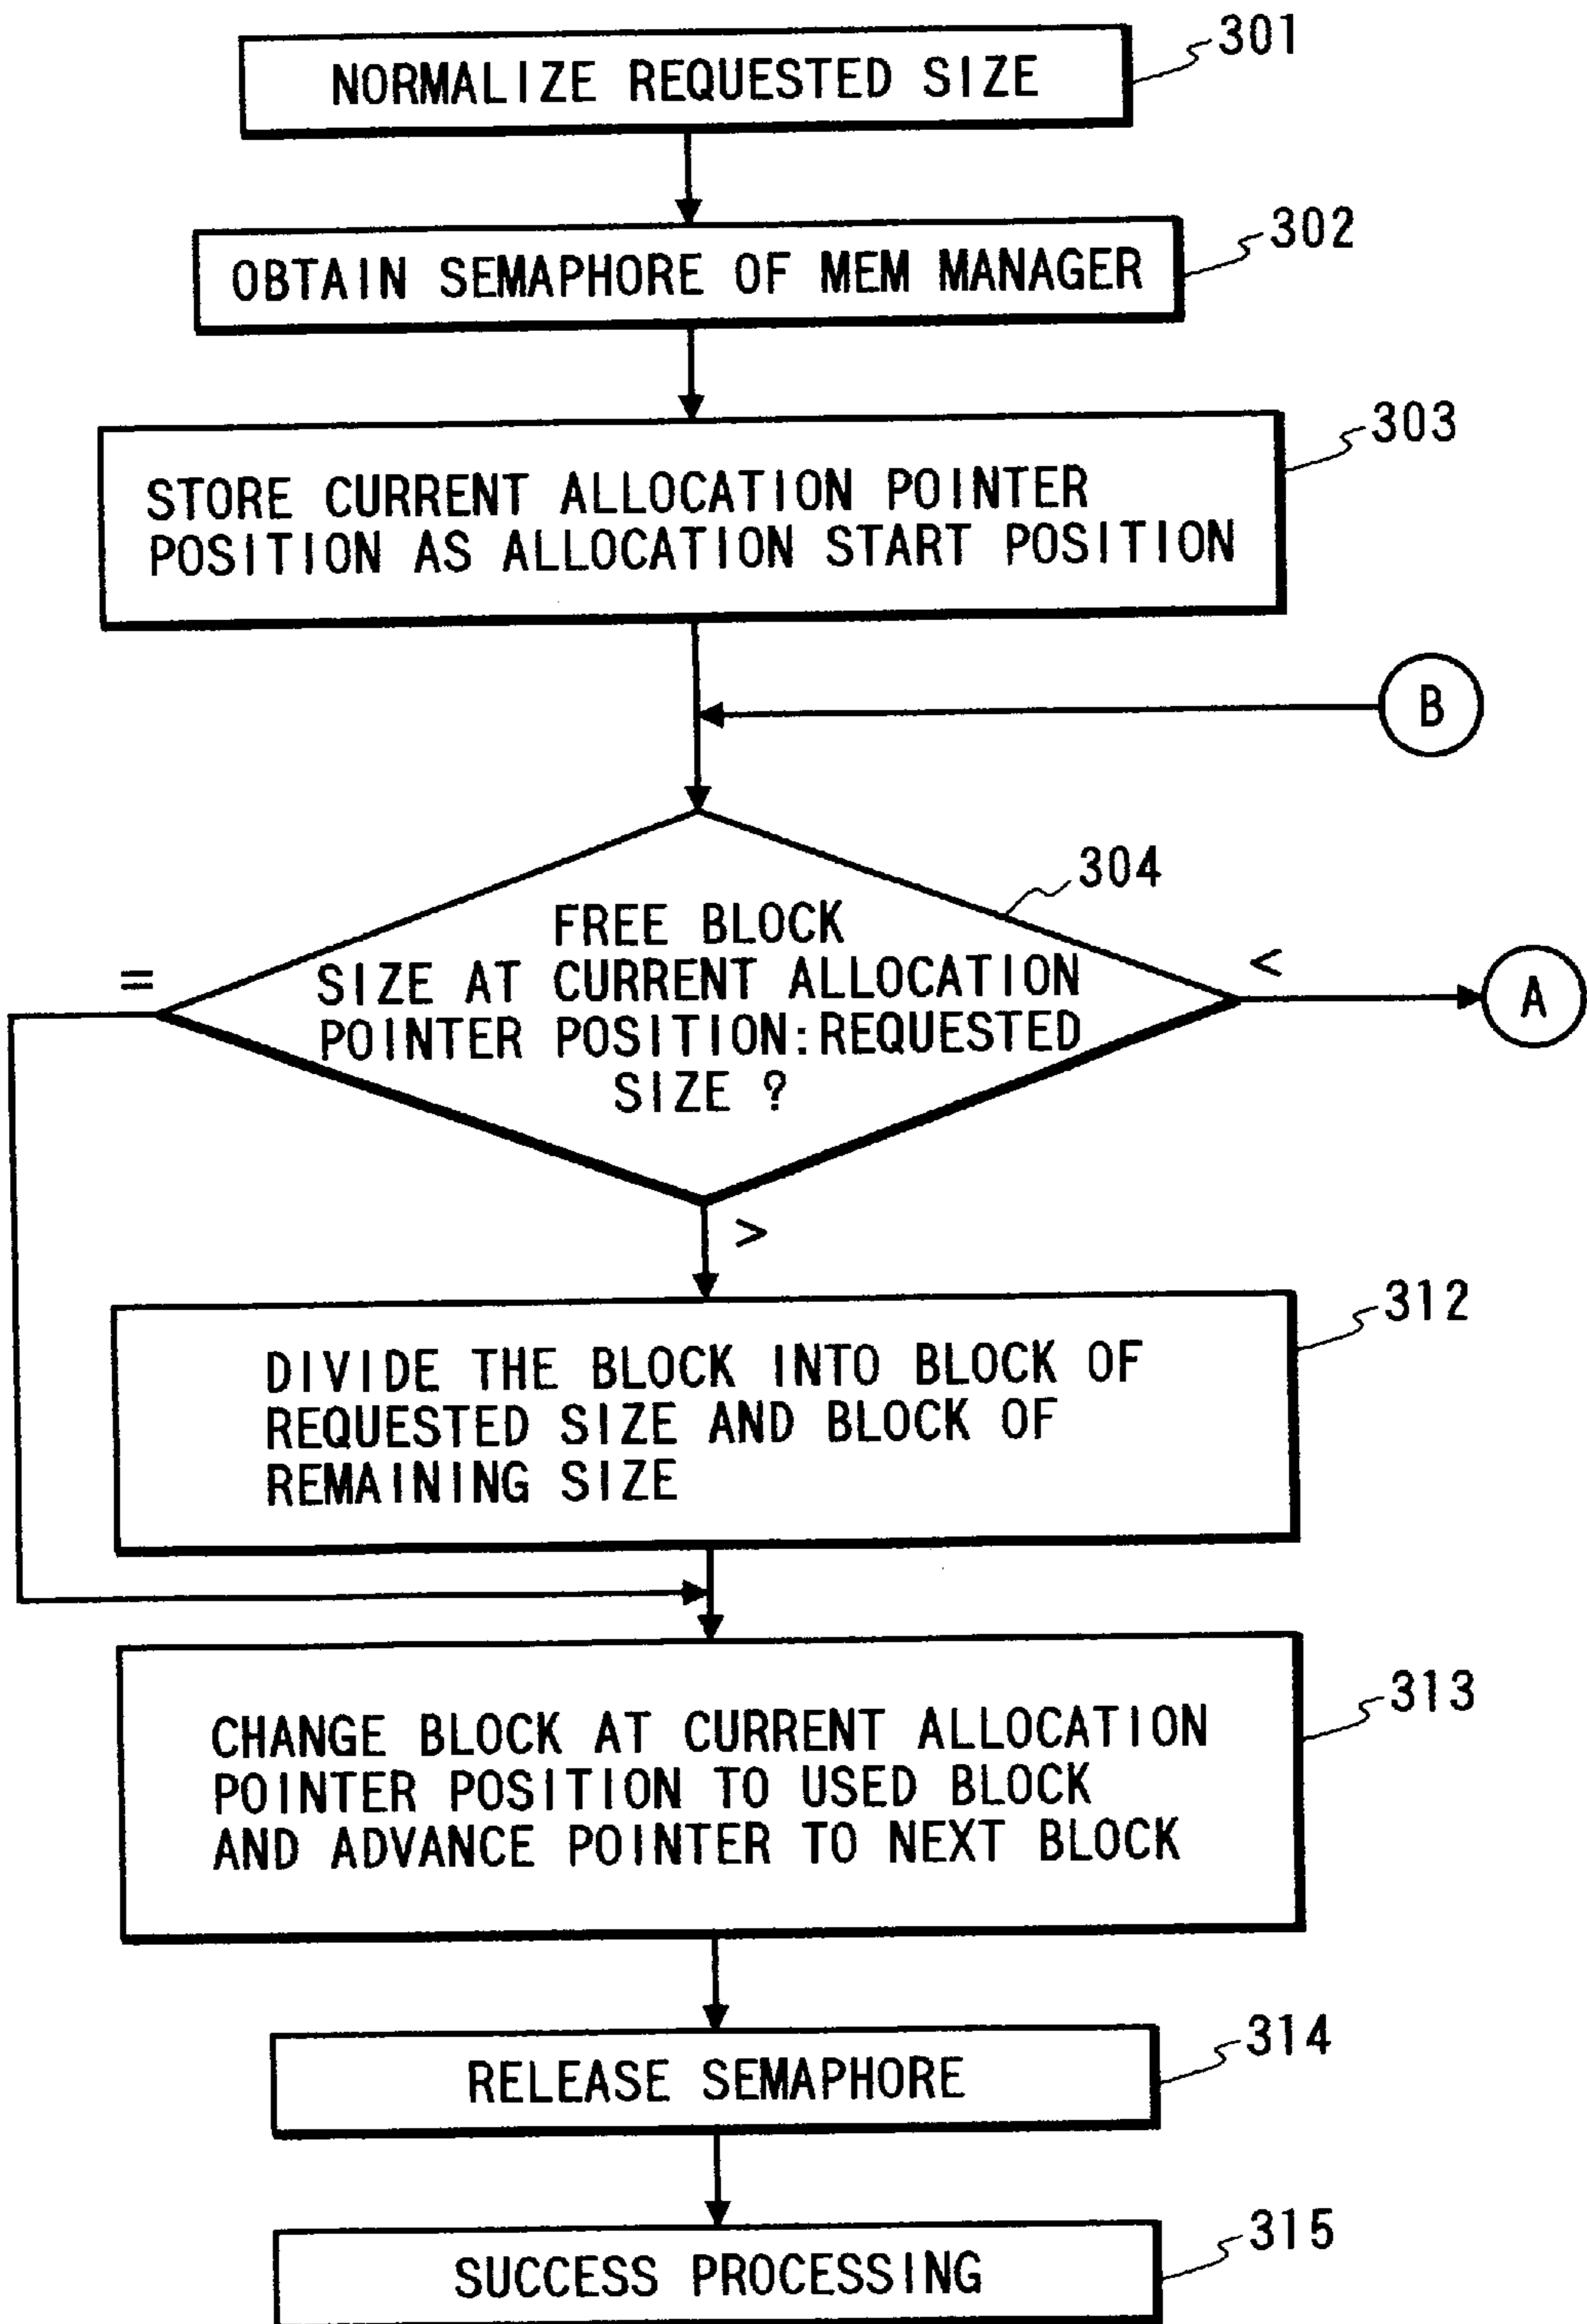 301
NORMALIZE REQUESTED SIZE
302
OBTAIN SEMAPHORE OF MEM MANAGER
303
STORE CURRENT ALLOCATION POINTER
POSITION AS ALLOCATION START POSITION
B
304
FREE BLOCK
SIZE AT CURRENT ALLOCATION
POINTER POSITION:REQUESTED
SIZE ?
=
<
A
>
312
DIVIDE THE BLOCK INTO BLOCK OF
REQUESTED SIZE AND BLOCK OF
REMAINING SIZE
313
CHANGE BLOCK AT CURRENT ALLOCATION
POINTER POSITION TO USED BLOCK
AND ADVANCE POINTER TO NEXT BLOCK
314
RELEASE SEMAPHORE
315
SUCCESS PROCESSING